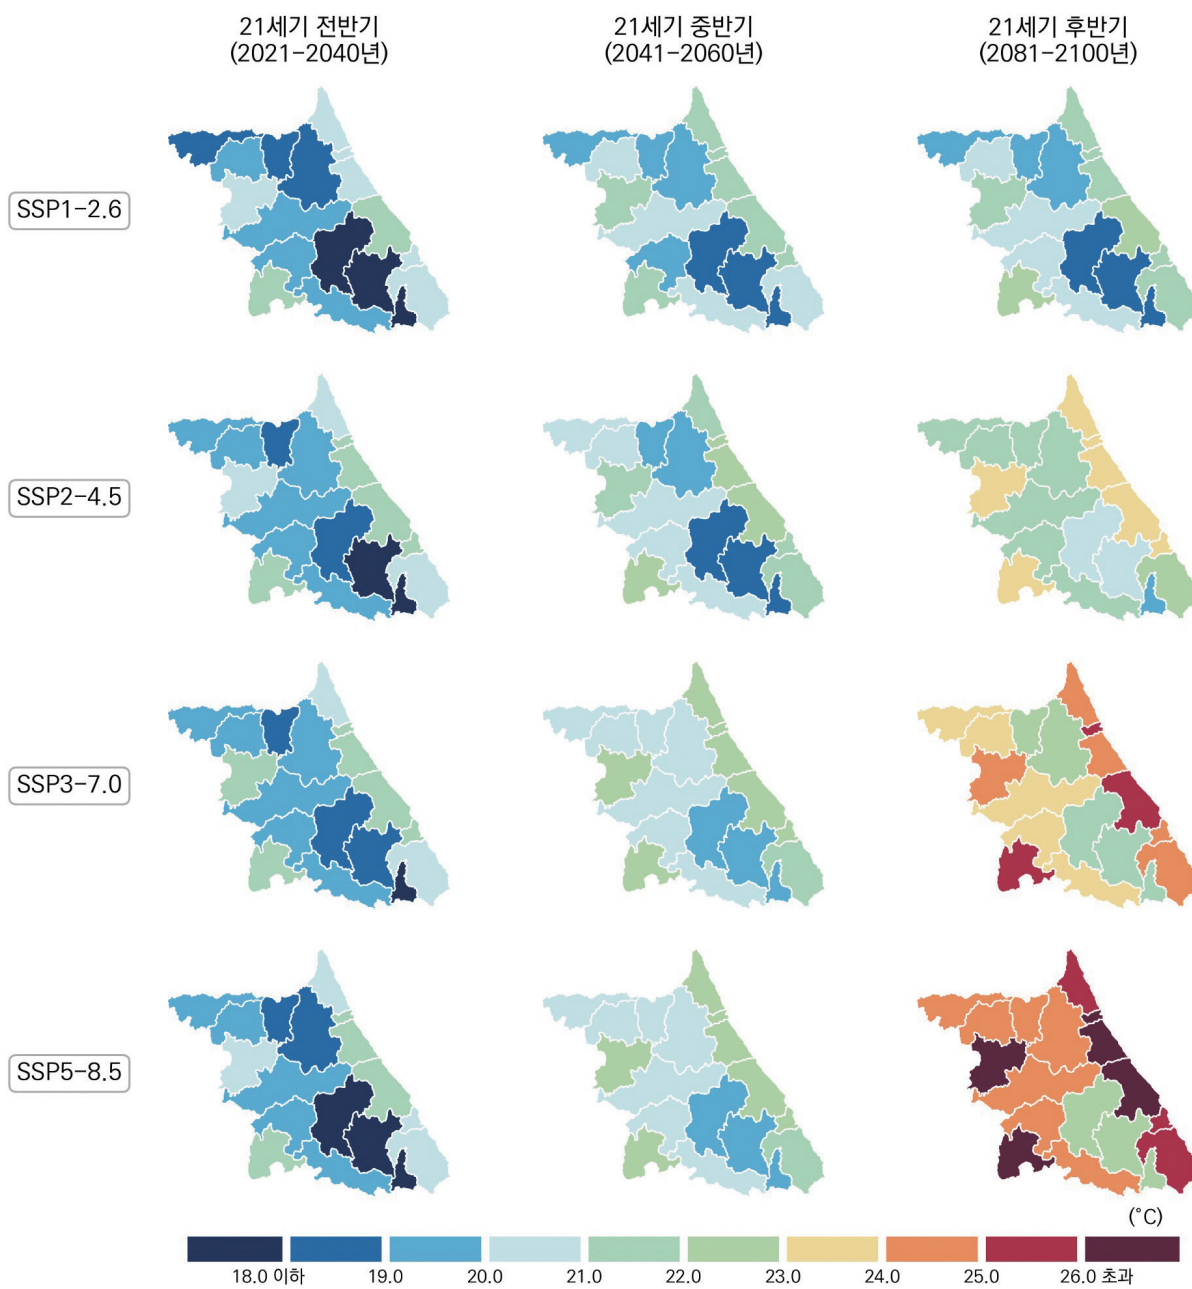 21세기 전반기
(2021-2040년)
21세기 중반기
(2041-2060년)
21세기 후반기
(2081-2100년)
SSP1-2.6
SSP2-4.5
SSP3-7.0
SSP5-8.5
(°C)
18.0 이하 19.0 20.0 21.0 22.0 23.0 24.0 25.0 26.0 초과